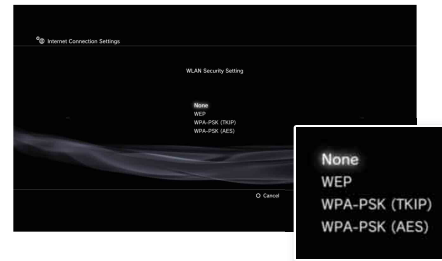 Internet Connection Settings
WLAN Security Setting
None
WEP
WPA-PSK (TKIP)
WPA-PSK (AES)
Cancel
None
WEP
WPA-PSK (TKIP)
WPA-PSK (AES)